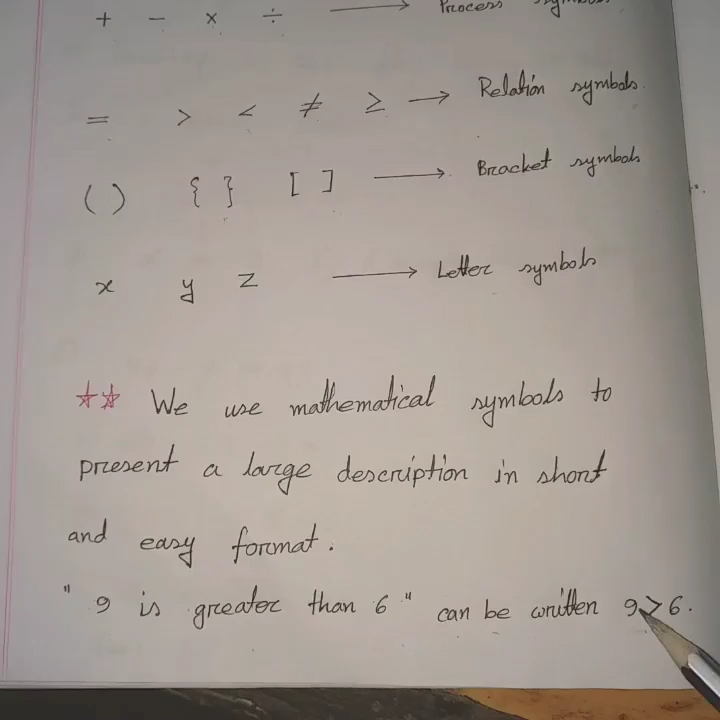 + − × ÷ → Process symbols
= > < ≠ ≥ → Relation symbols.
( ) { } [ ] → Bracket symbols
x y z → Letter symbols
☆☆ We use mathematical symbols to
present a large description in short
and easy format.
" 9 is greater than 6 " can be written 9 > 6.